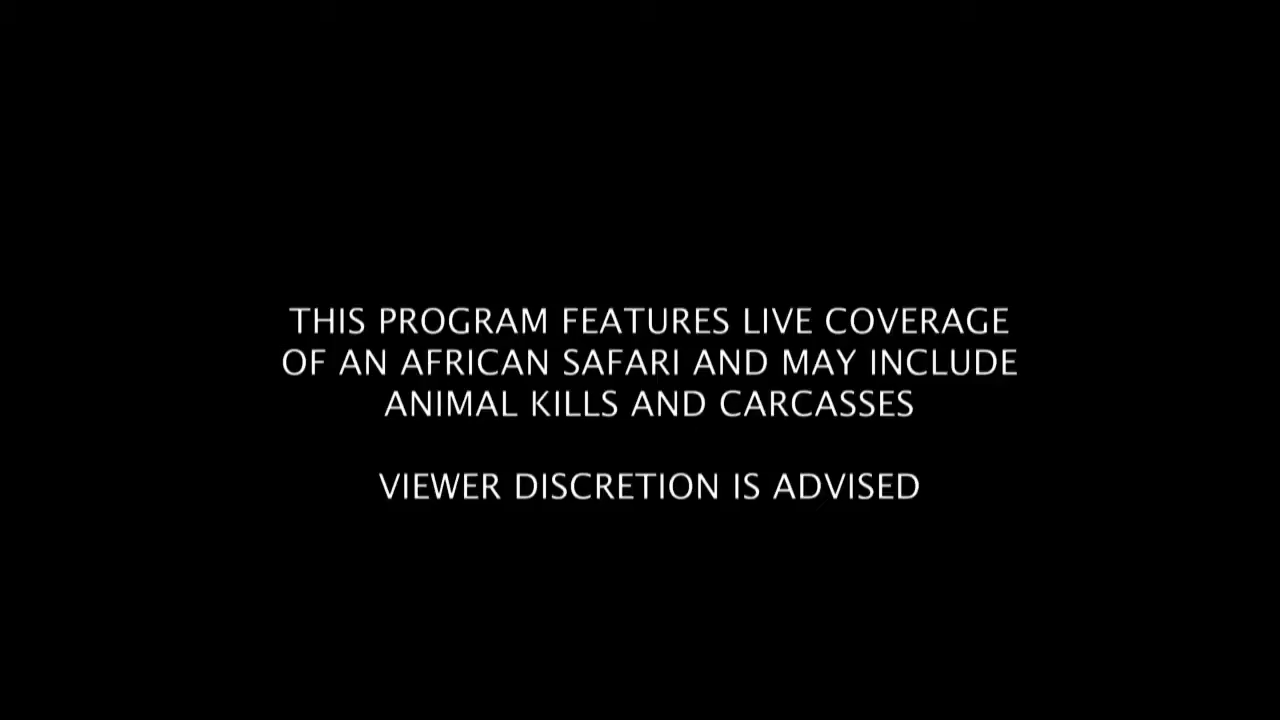 THIS PROGRAM FEATURES LIVE COVERAGE
OF AN AFRICAN SAFARI AND MAY INCLUDE
ANIMAL KILLS AND CARCASSES
VIEWER DISCRETION IS ADVISED